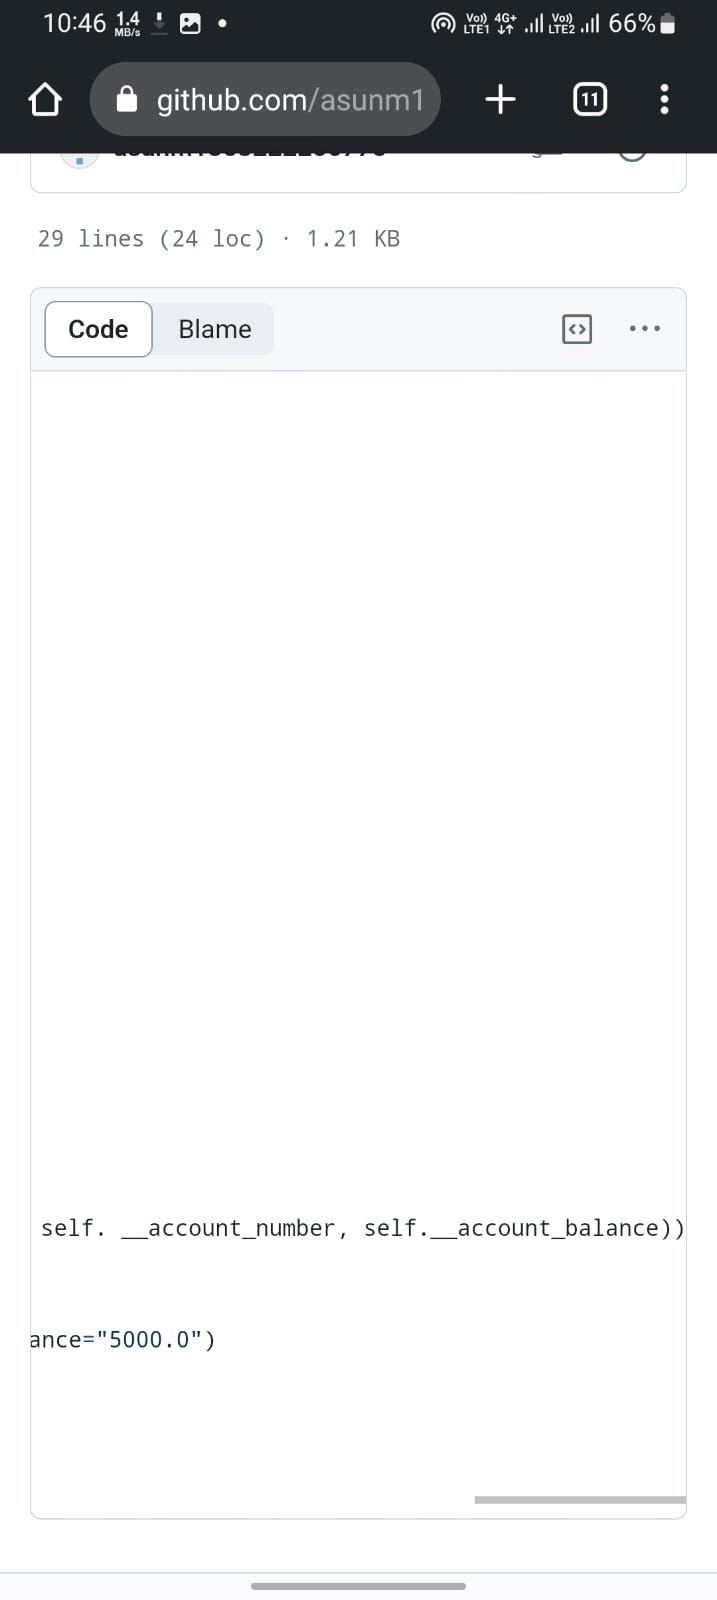 10:46 1.4 MB/s Vo)) LTE1 4G+ Vo)) LTE2 66%
github.com/asunm1 11
29 lines (24 loc) · 1.21 KB
Code Blame
self. __account_number, self.__account_balance))
ance="5000.0")